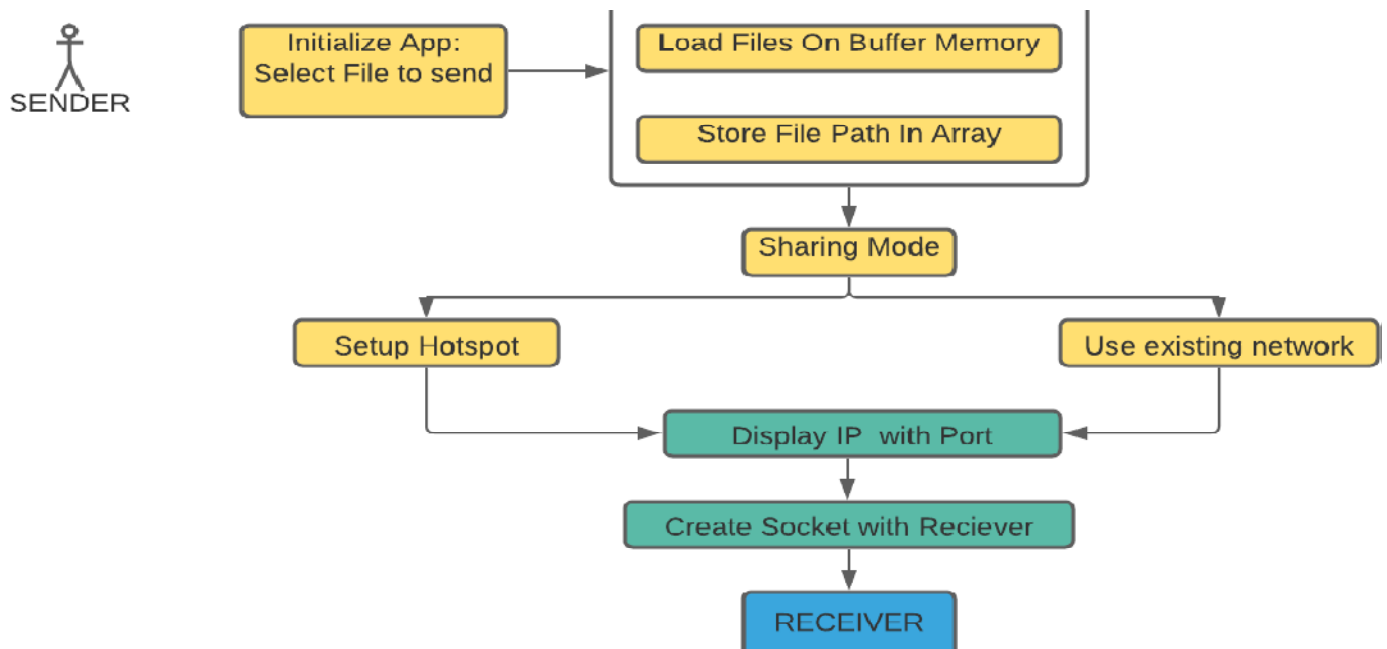 SENDER
Initialize App:
Select File to send
Load Files On Buffer Memory
Store File Path In Array
Sharing Mode
Setup Hotspot
Use existing network
Display IP with Port
Create Socket with Reciever
RECEIVER